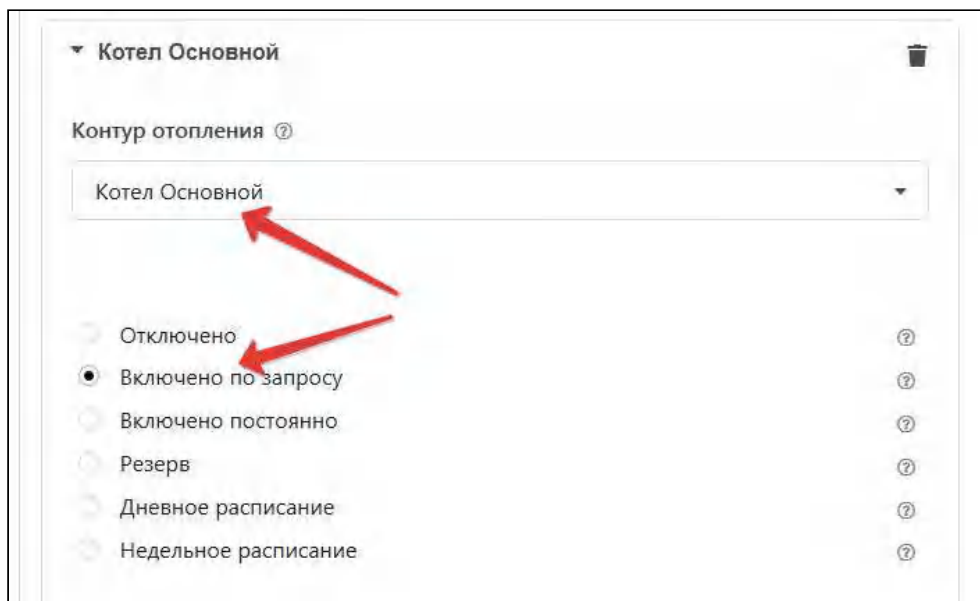 Котел Основной
Контур отопления
Котел Основной
Отключено
Включено по запросу
Включено постоянно
Резерв
Дневное расписание
Недельное расписание